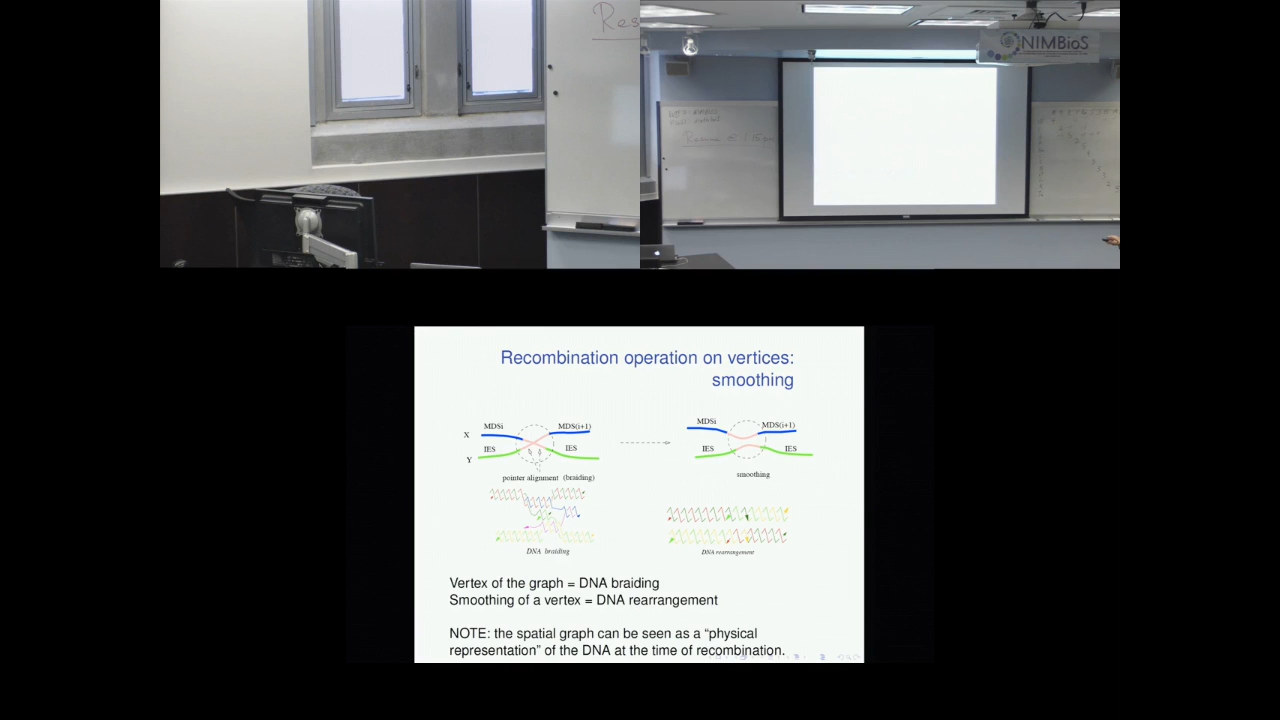 Res
NIMBioS
Recombination operation on vertices:
smoothing
MDSi
MDS(i+1)
X
IES
IES
Y
pointer alignment (braiding)
MDSi
MDS(i+1)
IES
IES
smoothing
DNA braiding
DNA rearrangement
Vertex of the graph = DNA braiding
Smoothing of a vertex = DNA rearrangement
NOTE: the spatial graph can be seen as a “physical
representation” of the DNA at the time of recombination.